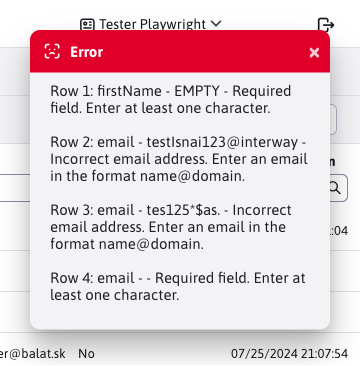 Tester Playwright
Error
×
Row 1: firstName - EMPTY - Required
field. Enter at least one character.
Row 2: email - testIsnai123@interway -
Incorrect email address. Enter an email
in the format name@domain.
Row 3: email - tes125*$as. - Incorrect
email address. Enter an email in the
format name@domain.
Row 4: email - - Required field. Enter at
least one character.
n
:04
er@balat.sk No 07/25/2024 21:07:54